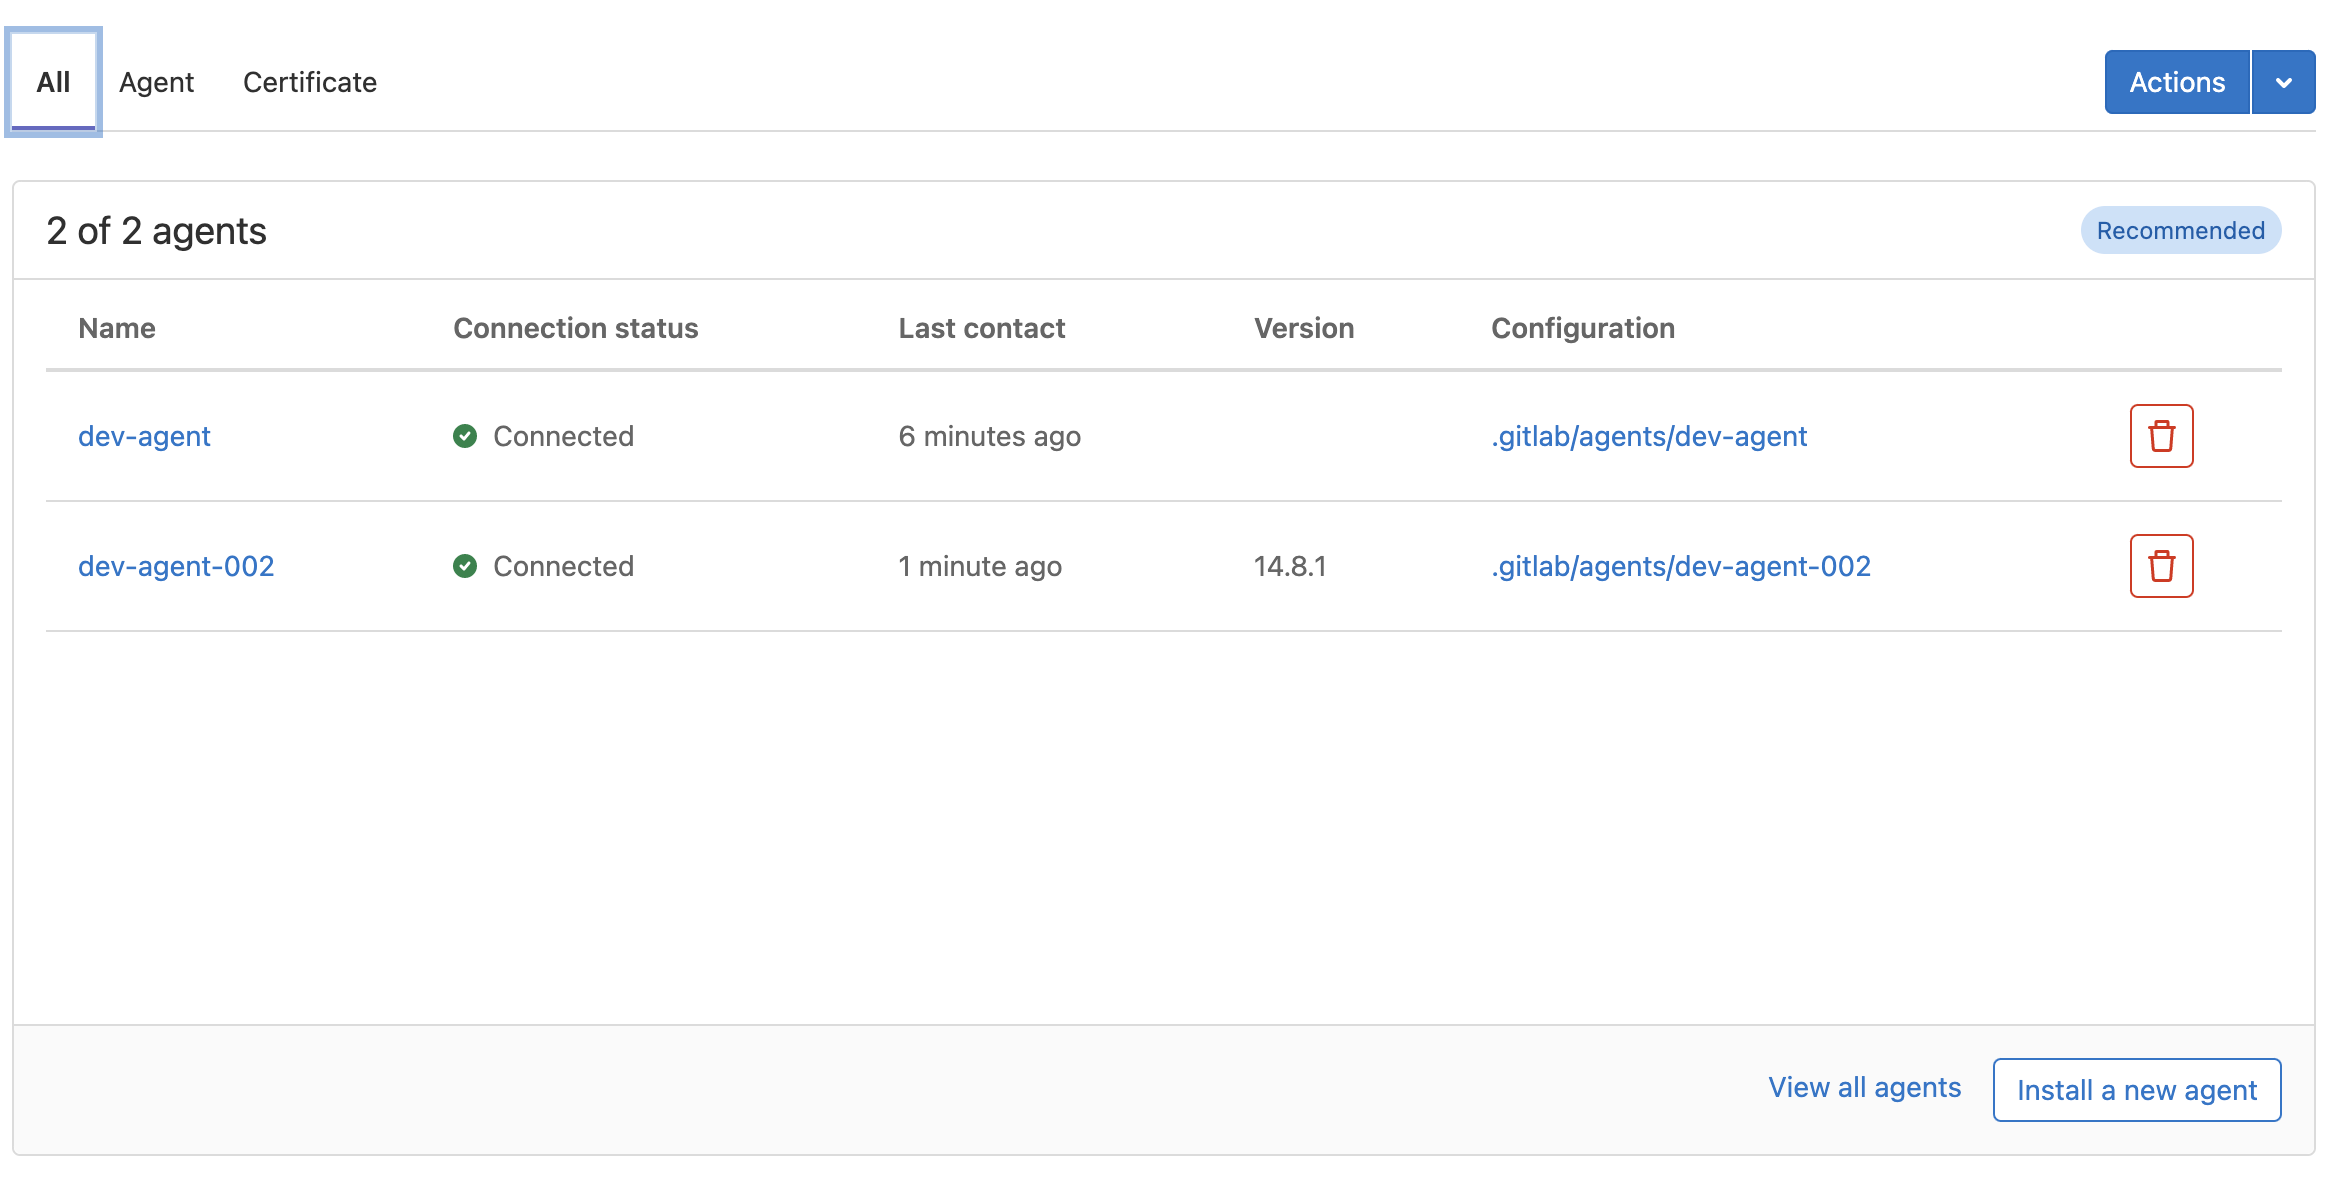 All Agent Certificate Actions
2 of 2 agents Recommended
Name Connection status Last contact Version Configuration
dev-agent Connected 6 minutes ago .gitlab/agents/dev-agent
dev-agent-002 Connected 1 minute ago 14.8.1 .gitlab/agents/dev-agent-002
View all agents Install a new agent